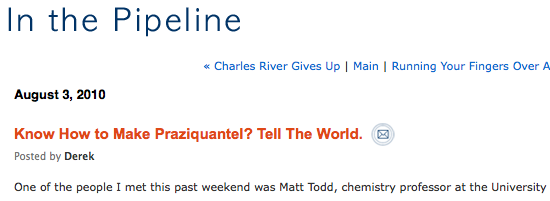 In the Pipeline
« Charles River Gives Up | Main | Running Your Fingers Over A
August 3, 2010
Know How to Make Praziquantel? Tell The World.
Posted by Derek
One of the people I met this past weekend was Matt Todd, chemistry professor at the University